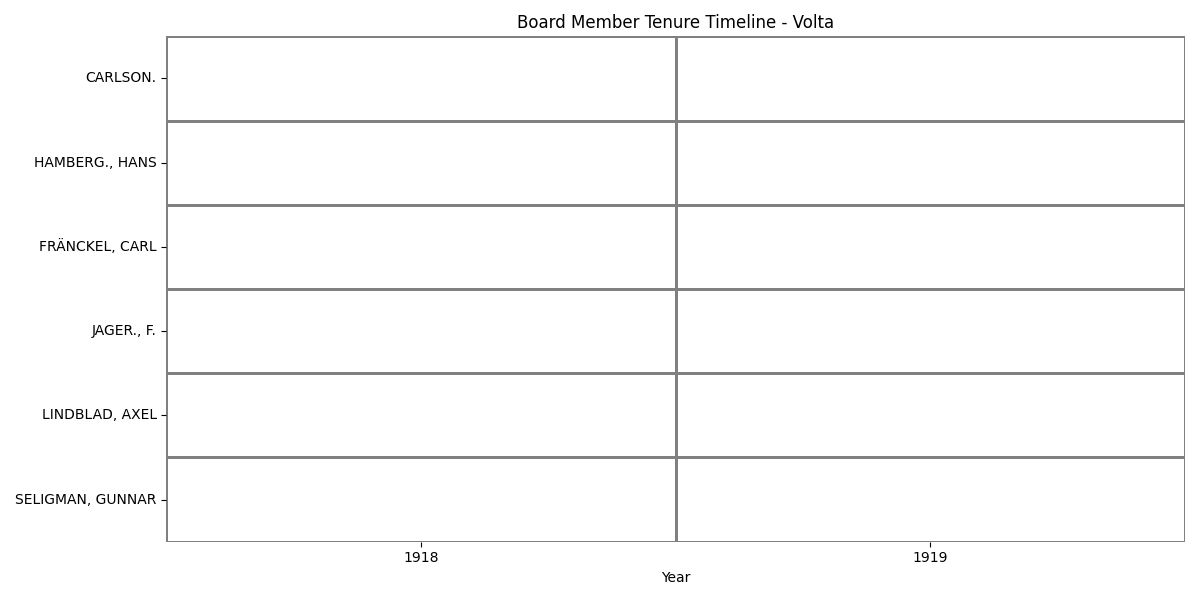 Board Member Tenure Timeline - Volta
CARLSON.
HAMBERG., HANS
FRÄNCKEL, CARL
JAGER., F.
LINDBLAD, AXEL
SELIGMAN, GUNNAR
1918 1919
Year